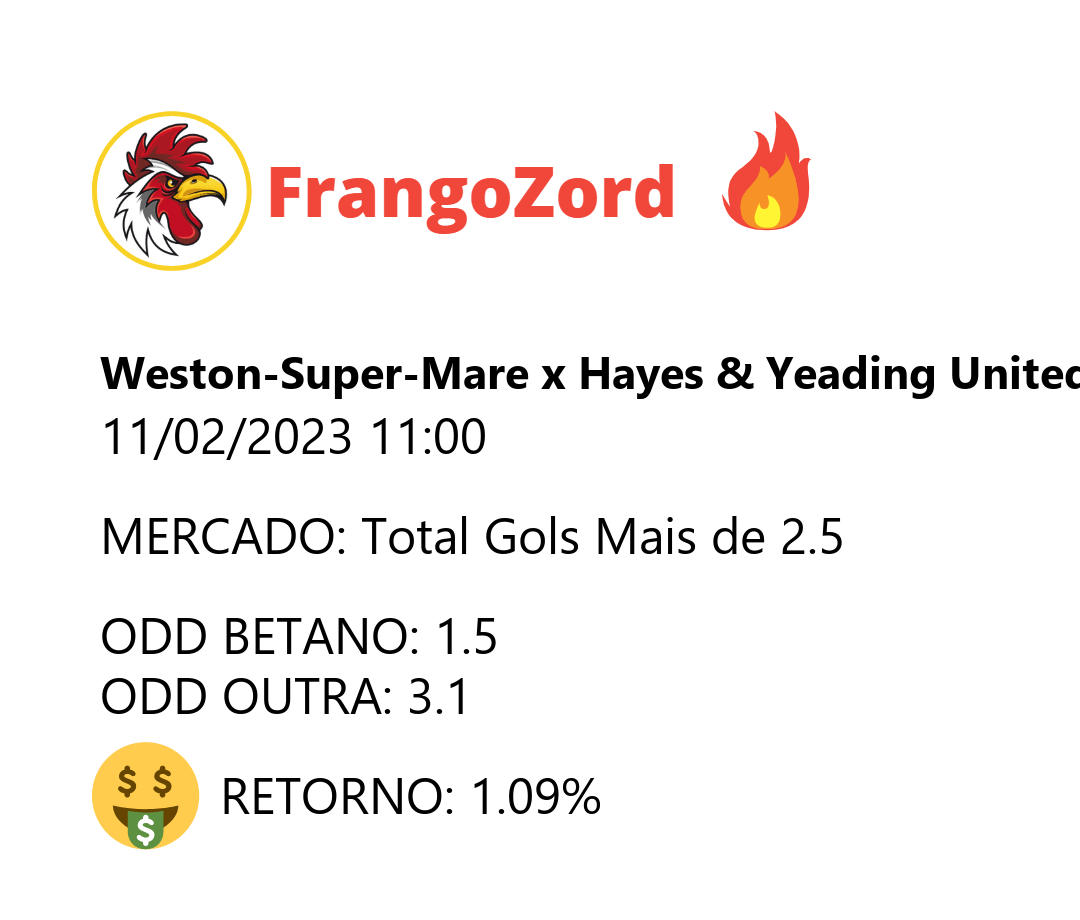 FrangoZord
Weston-Super-Mare x Hayes & Yeading United
11/02/2023 11:00
MERCADO: Total Gols Mais de 2.5
ODD BETANO: 1.5
ODD OUTRA: 3.1
$ $
$
RETORNO: 1.09%